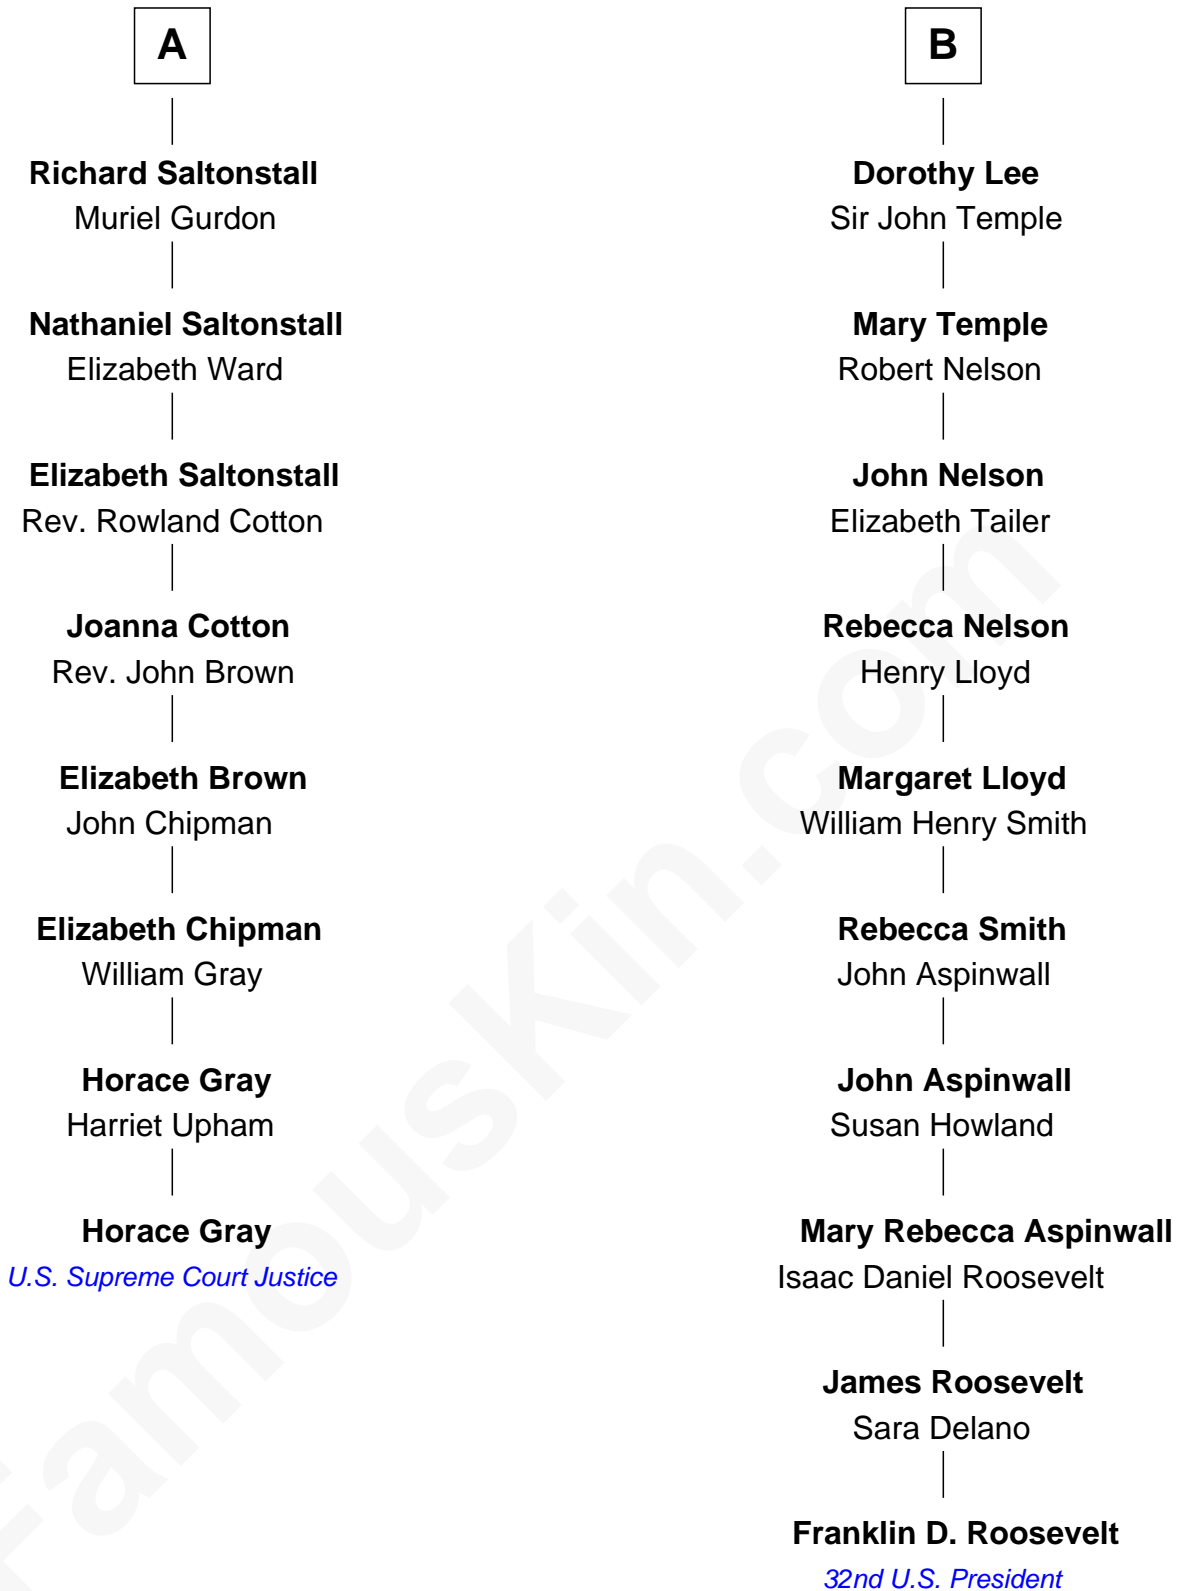 A
Richard Saltonstall
Muriel Gurdon
Nathaniel Saltonstall
Elizabeth Ward
Elizabeth Saltonstall
Rev. Rowland Cotton
Joanna Cotton
Rev. John Brown
Elizabeth Brown
John Chipman
Elizabeth Chipman
William Gray
Horace Gray
Harriet Upham
Horace Gray
U.S. Supreme Court Justice
B
Dorothy Lee
Sir John Temple
Mary Temple
Robert Nelson
John Nelson
Elizabeth Tailer
Rebecca Nelson
Henry Lloyd
Margaret Lloyd
William Henry Smith
Rebecca Smith
John Aspinwall
John Aspinwall
Susan Howland
Mary Rebecca Aspinwall
Isaac Daniel Roosevelt
James Roosevelt
Sara Delano
Franklin D. Roosevelt
32nd U.S. President
FamousKin.com